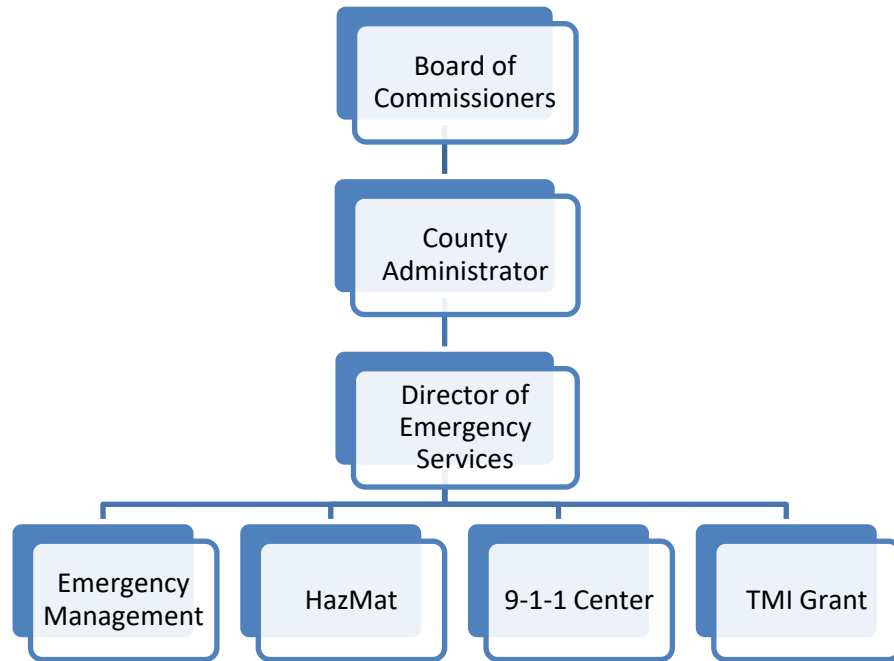 Board of
Commissioners
County
Administrator
Director of
Emergency
Services
Emergency
Management
HazMat
9-1-1 Center
TMI Grant